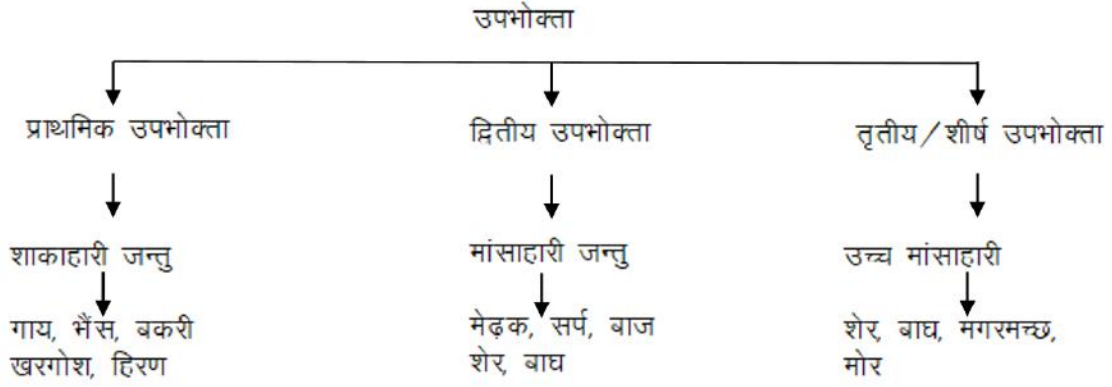 उपभोक्ता
प्राथमिक उपभोक्ता
द्वितीय उपभोक्ता
तृतीय/शीर्ष उपभोक्ता
शाकाहारी जन्तु
मांसाहारी जन्तु
उच्च मांसाहारी
गाय, भैंस, बकरी
खरगोश, हिरण
मेढ़क, सर्प, बाज
शेर, बाघ
शेर, बाघ, मगरमच्छ,
मोर